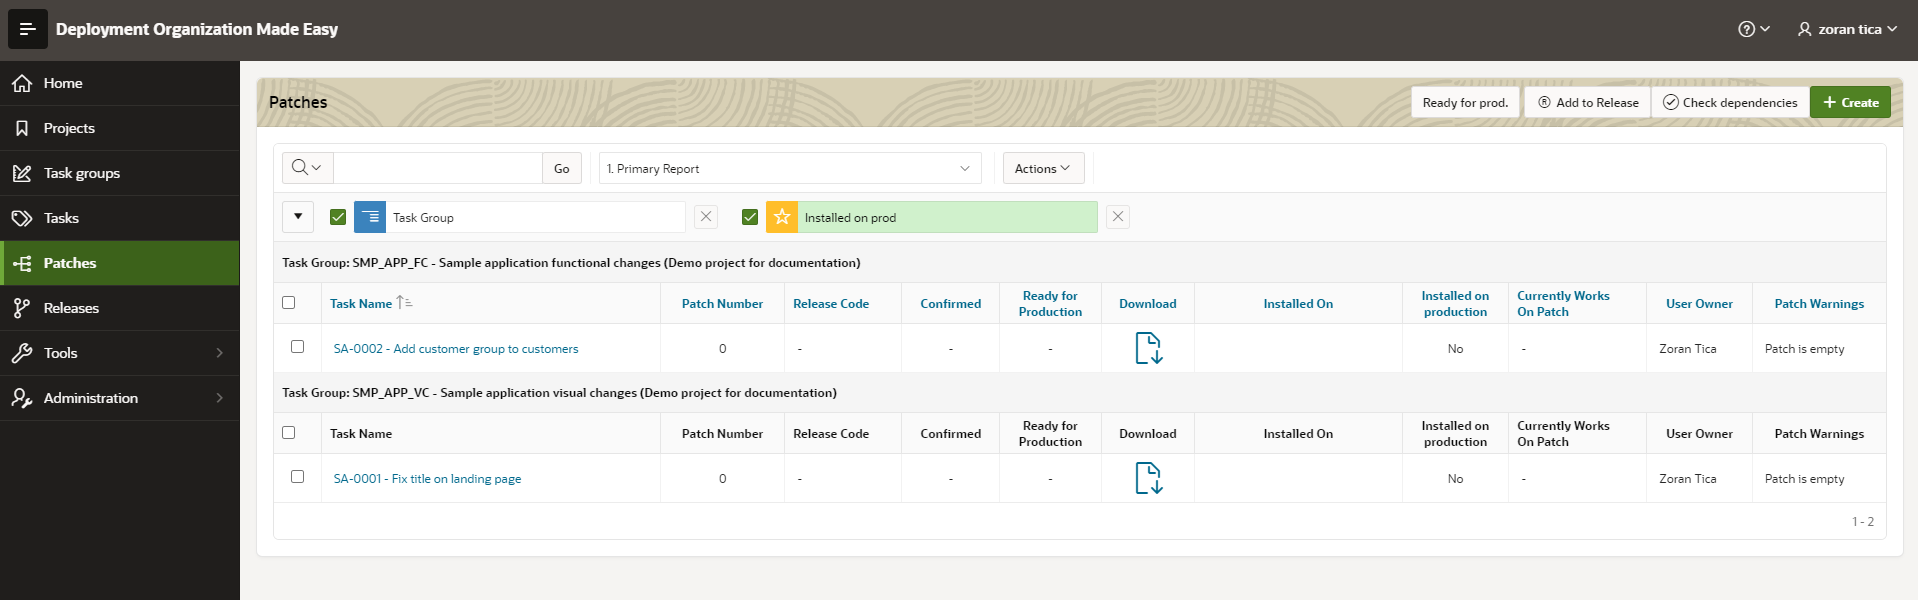 Deployment Organization Made Easy
zoran tica
Home
Projects
Task groups
Tasks
Patches
Releases
Tools
Administration
Patches
Ready for prod.
® Add to Release
Check dependencies
+ Create
Go
1. Primary Report
Actions
Task Group
Installed on prod
Task Group: SMP_APP_FC - Sample application functional changes (Demo project for documentation)
Task Name
Patch Number
Release Code
Confirmed
Ready for
Production
Download
Installed On
Installed on
production
Currently Works
On Patch
User Owner
Patch Warnings
SA-0002 - Add customer group to customers
0
-
-
-
No
-
Zoran Tica
Patch is empty
Task Group: SMP_APP_VC - Sample application visual changes (Demo project for documentation)
Task Name
Patch Number
Release Code
Confirmed
Ready for
Production
Download
Installed On
Installed on
production
Currently Works
On Patch
User Owner
Patch Warnings
SA-0001 - Fix title on landing page
0
-
-
-
No
-
Zoran Tica
Patch is empty
1 - 2